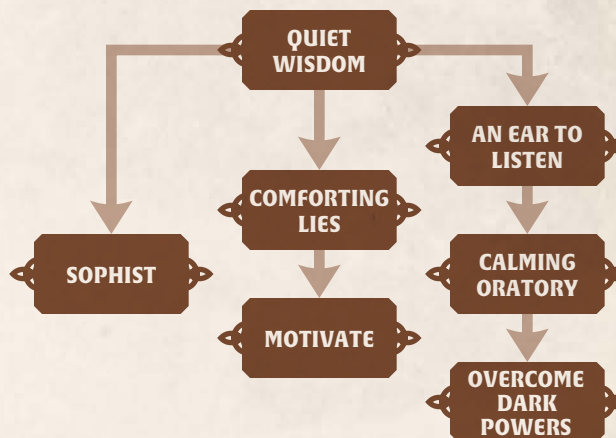 QUIET
WISDOM
AN EAR TO
LISTEN
COMFORTING
LIES
SOPHIST
CALMING
ORATORY
MOTIVATE
OVERCOME
DARK
POWERS